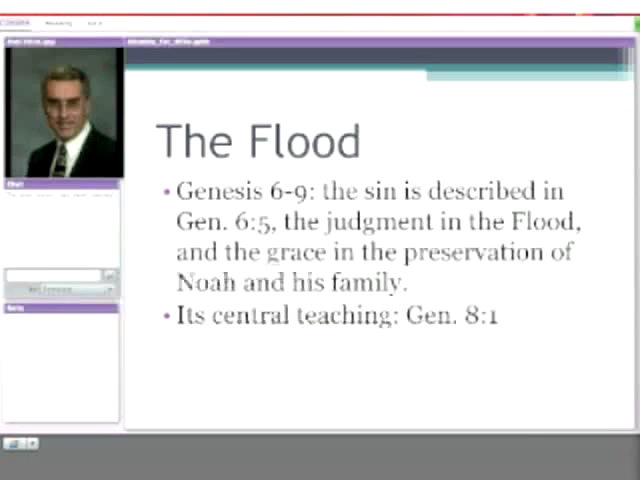 The Flood
• Genesis 6-9: the sin is described in
Gen. 6:5, the judgment in the Flood,
and the grace in the preservation of
Noah and his family.
• Its central teaching: Gen. 8:1